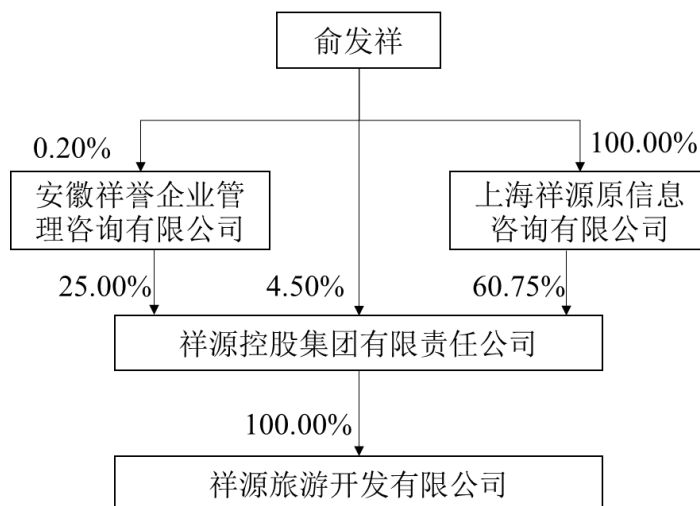 俞发祥
0.20%
100.00%
安徽祥誉企业管
理咨询有限公司
上海祥源原信息
咨询有限公司
25.00%
4.50%
60.75%
祥源控股集团有限责任公司
100.00%
祥源旅游开发有限公司